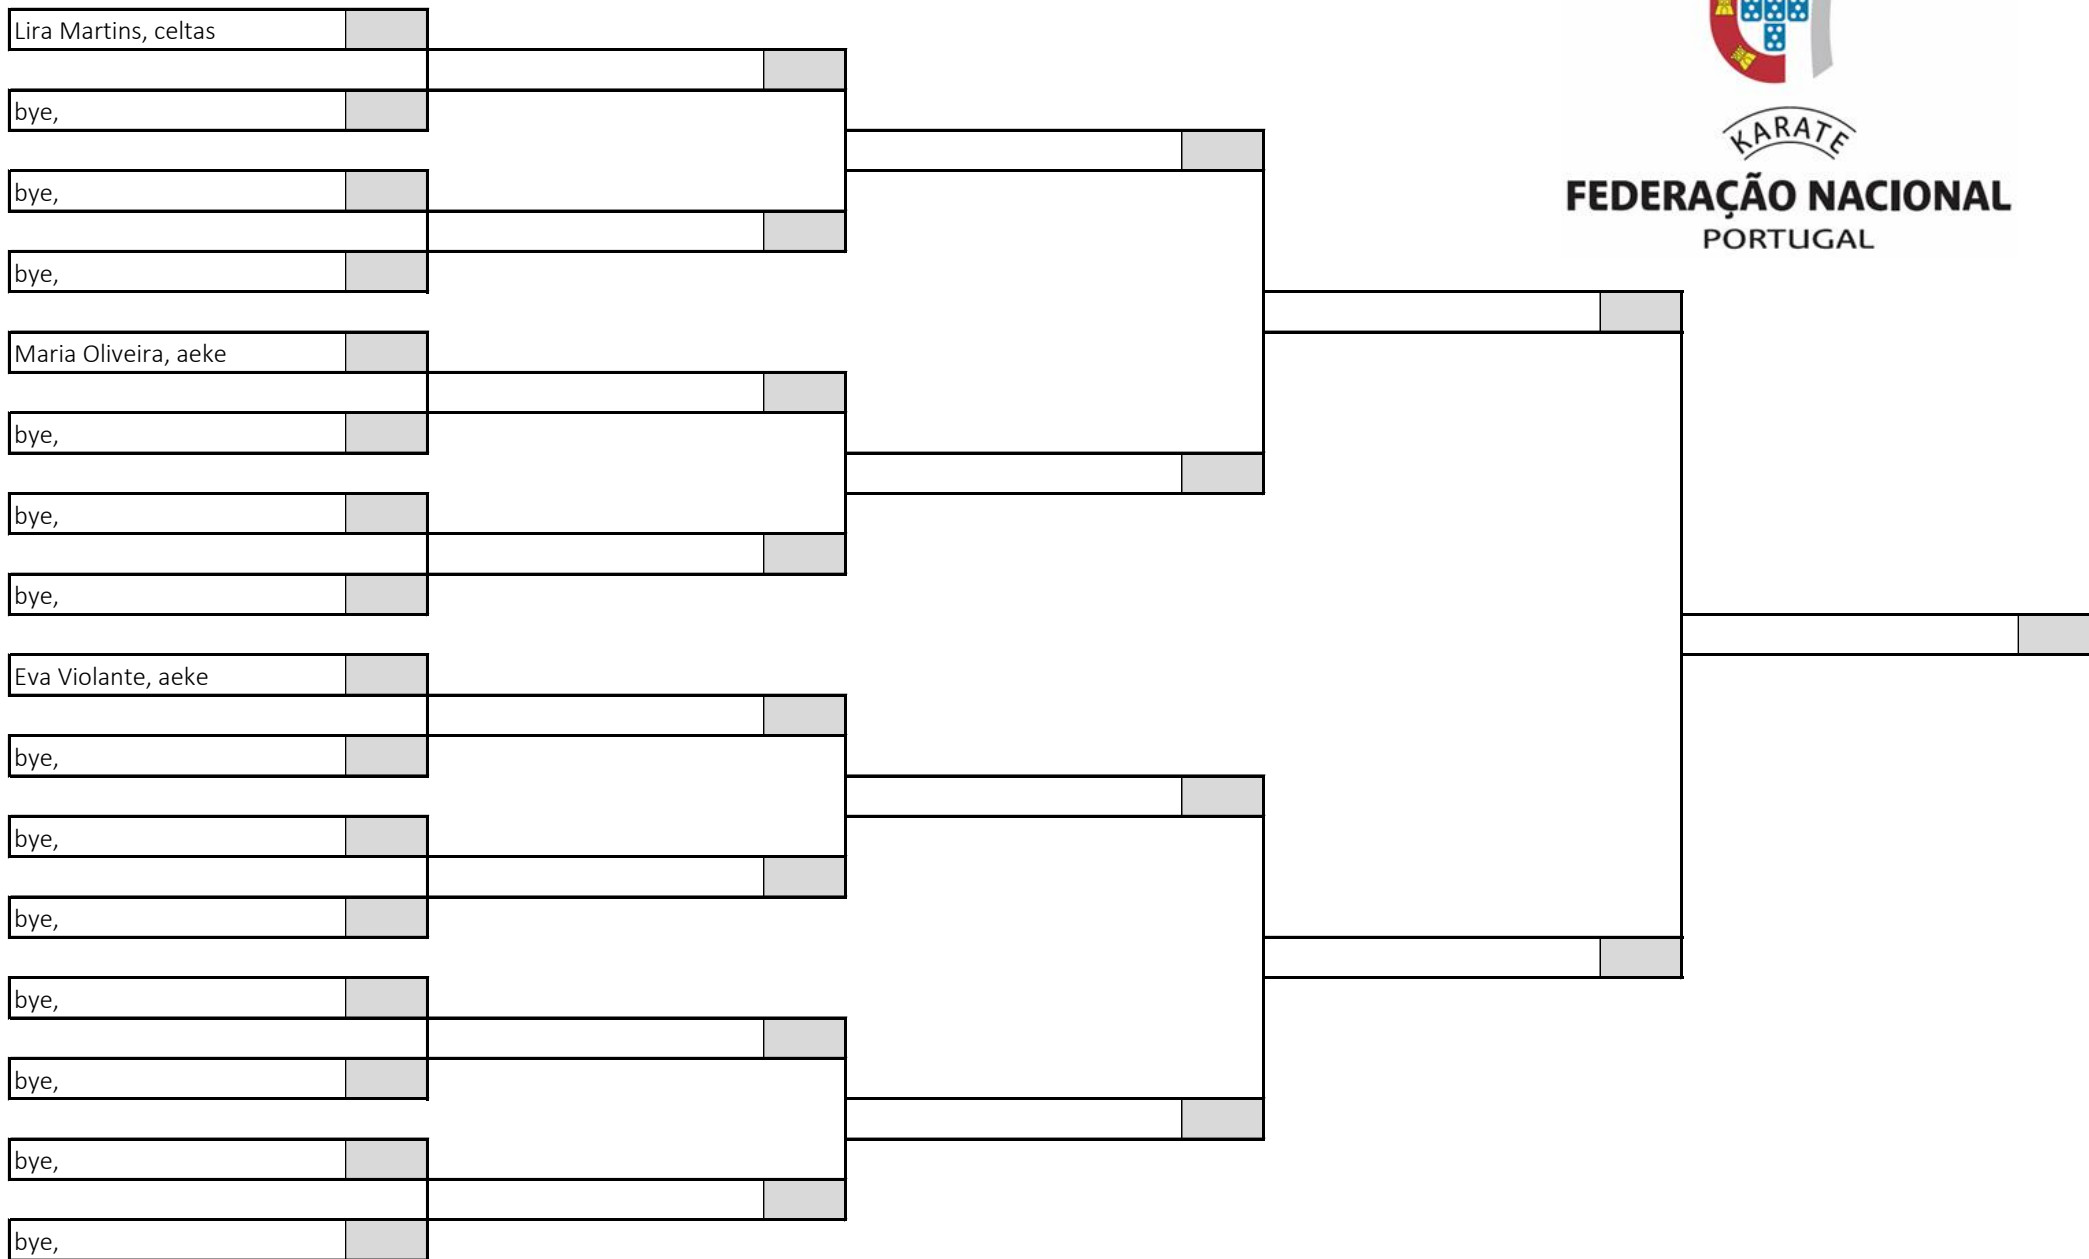 Lira Martins, celtas
bye,
bye,
bye,
Maria Oliveira, aeke
bye,
bye,
bye,
Eva Violante, aeke
bye,
bye,
bye,
bye,
bye,
bye,
bye,
KARATE
FEDERAÇÃO NACIONAL
PORTUGAL